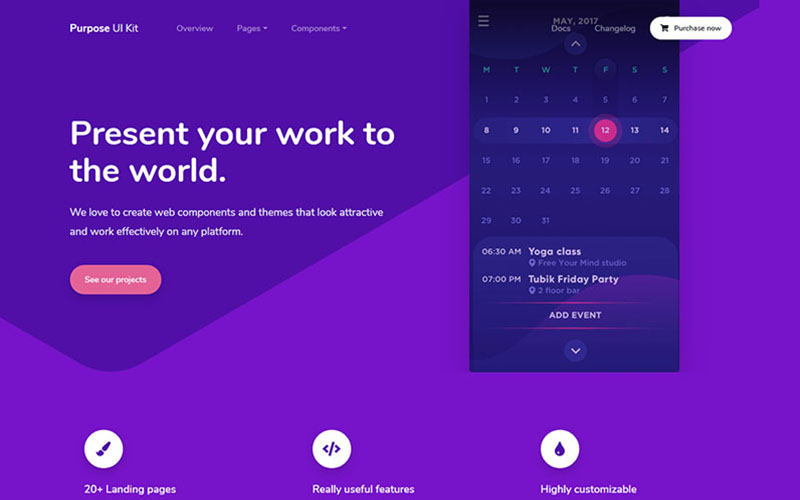 Purpose UI Kit
Overview
Pages
Components
Docs
Changelog
Purchase now
Present your work to
the world.
We love to create web components and themes that look attractive
and work effectively on any platform.
See our projects
MAY, 2017
M T W T F S S
1 2 3 4 5 6 7
8 9 10 11 12 13 14
15 16 17 18 19 20 21
22 23 24 25 26 27 28
29 30 31
06:30 AM Yoga class
Free Your Mind studio
07:00 PM Tubik Friday Party
2 floor bar
ADD EVENT
20+ Landing pages
Really useful features
Highly customizable